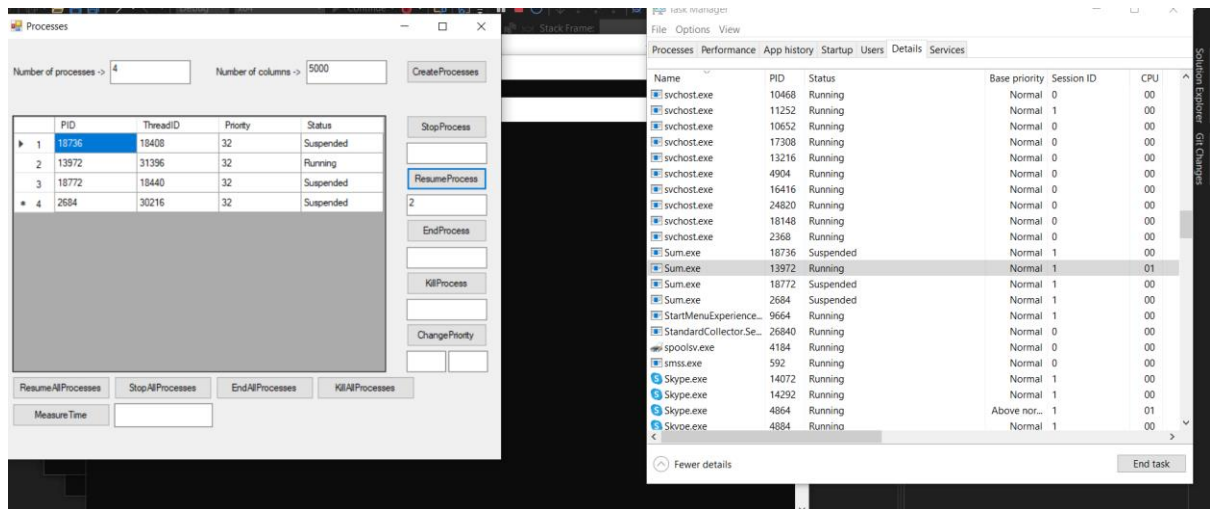 Debug
Continue
Stack Frame:
Processes
Number of processes -> 4 Number of columns -> 5000 CreateProcesses
PID ThreadID Priority Status
1 18736 18408 32 Suspended
2 13972 31396 32 Running
3 18772 18440 32 Suspended
4 2684 30216 32 Suspended
StopProcess
ResumeProcess
2
EndProcess
KillProcess
ChangePriority
ResumeAllProcesses StopAllProcesses EndAllProcesses KillAllProcesses
MeasureTime
Task Manager
File Options View
Processes Performance App history Startup Users Details Services
Name PID Status Base priority Session ID CPU
svchost.exe 10468 Running Normal 0 00
svchost.exe 11252 Running Normal 1 00
svchost.exe 10652 Running Normal 0 00
svchost.exe 17308 Running Normal 0 00
svchost.exe 13216 Running Normal 0 00
svchost.exe 4904 Running Normal 0 00
svchost.exe 16416 Running Normal 0 00
svchost.exe 24820 Running Normal 0 00
svchost.exe 18148 Running Normal 0 00
svchost.exe 2368 Running Normal 0 00
Sum.exe 18736 Suspended Normal 1 00
Sum.exe 13972 Running Normal 1 01
Sum.exe 18772 Suspended Normal 1 00
Sum.exe 2684 Suspended Normal 1 00
StartMenuExperience... 9664 Running Normal 1 00
StandardCollector.Se... 26840 Running Normal 0 00
spoolsv.exe 4184 Running Normal 0 00
smss.exe 592 Running Normal 0 00
Skype.exe 14072 Running Normal 1 00
Skype.exe 14292 Running Normal 1 00
Skype.exe 4864 Running Above nor... 1 01
Skype.exe 4884 Running Normal 1 00
Fewer details End task
Solution Explorer
Git Changes